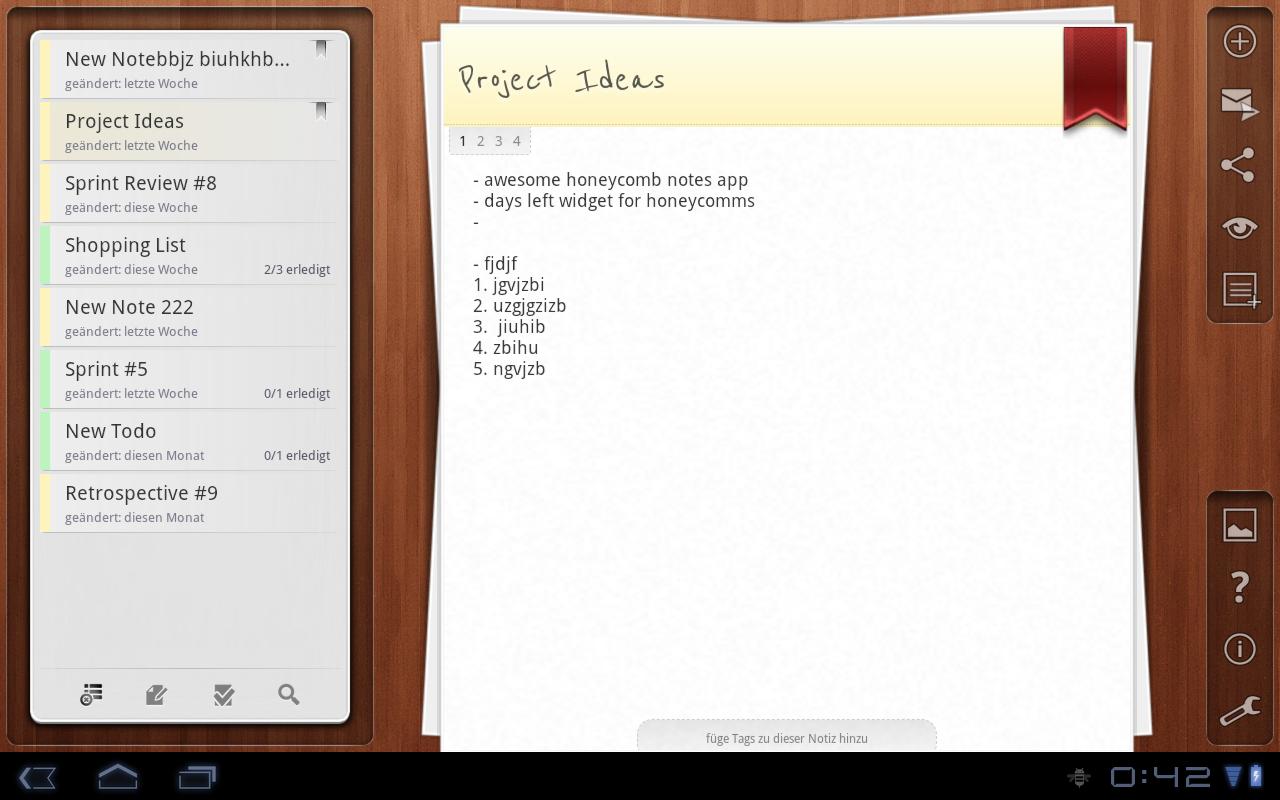 New Notebbjz biuhkhb...
geändert: letzte Woche
Project Ideas
geändert: letzte Woche
Sprint Review #8
geändert: diese Woche
Shopping List
geändert: diese Woche 2/3 erledigt
New Note 222
geändert: letzte Woche
Sprint #5
geändert: letzte Woche 0/1 erledigt
New Todo
geändert: diesen Monat 0/1 erledigt
Retrospective #9
geändert: diesen Monat
Project Ideas
1 2 3 4
- awesome honeycomb notes app
- days left widget for honeycomms
-
- fjdjf
1. jgvjzbi
2. uzgjgzizb
3.  jiuhib
4. zbihu
5. ngvjzb
füge Tags zu dieser Notiz hinzu
0:42